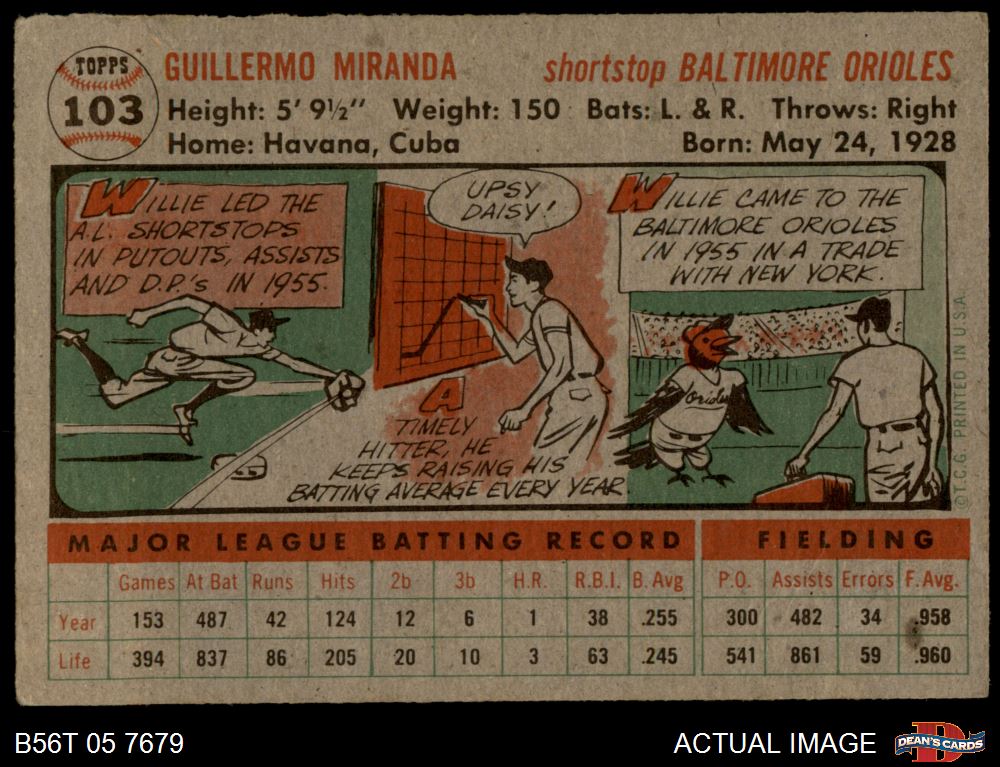 TOPPS
103
GUILLERMO MIRANDA shortstop BALTIMORE ORIOLES
Height: 5' 9½" Weight: 150 Bats: L. & R. Throws: Right
Home: Havana, Cuba Born: May 24, 1928
WILLIE LED THE
A.L. SHORTSTOPS
IN PUTOUTS, ASSISTS
AND D.P.'s IN 1955.
UPSY
DAISY!
A
TIMELY
HITTER, HE
KEEPS RAISING HIS
BATTING AVERAGE EVERY YEAR.
WILLIE CAME TO THE
BALTIMORE ORIOLES
IN 1955 IN A TRADE
WITH NEW YORK.
Orioles
©T.C.G. PRINTED IN U.S.A.
MAJOR LEAGUE BATTING RECORD FIELDING
Games At Bat Runs Hits 2b 3b H.R. R.B.I. B. Avg P.O. Assists Errors F. Avg.
Year 153 487 42 124 12 6 1 38 .255 300 482 34 .958
Life 394 837 86 205 20 10 3 63 .245 541 861 59 .960
B56T 05 7679 ACTUAL IMAGE D DEAN'S CARDS